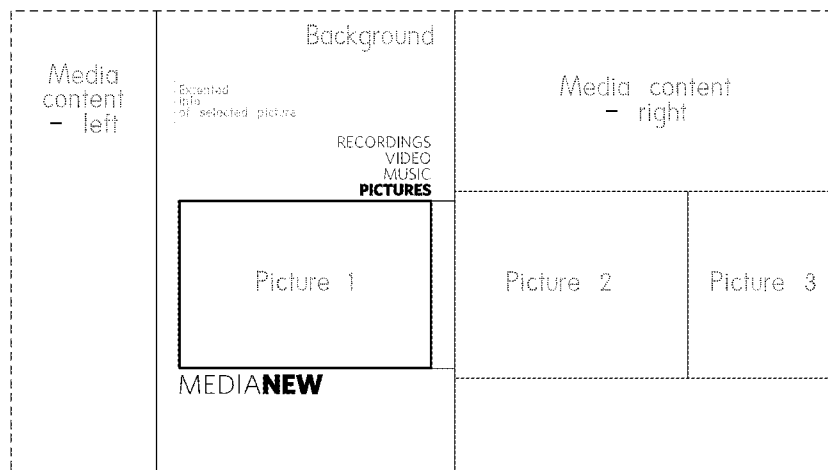 Background
Media
content
- left
Extented
info
of selected picture
Media content
- right
RECORDINGS
VIDEO
MUSIC
PICTURES
Picture 1
Picture 2
Picture 3
MEDIANEW